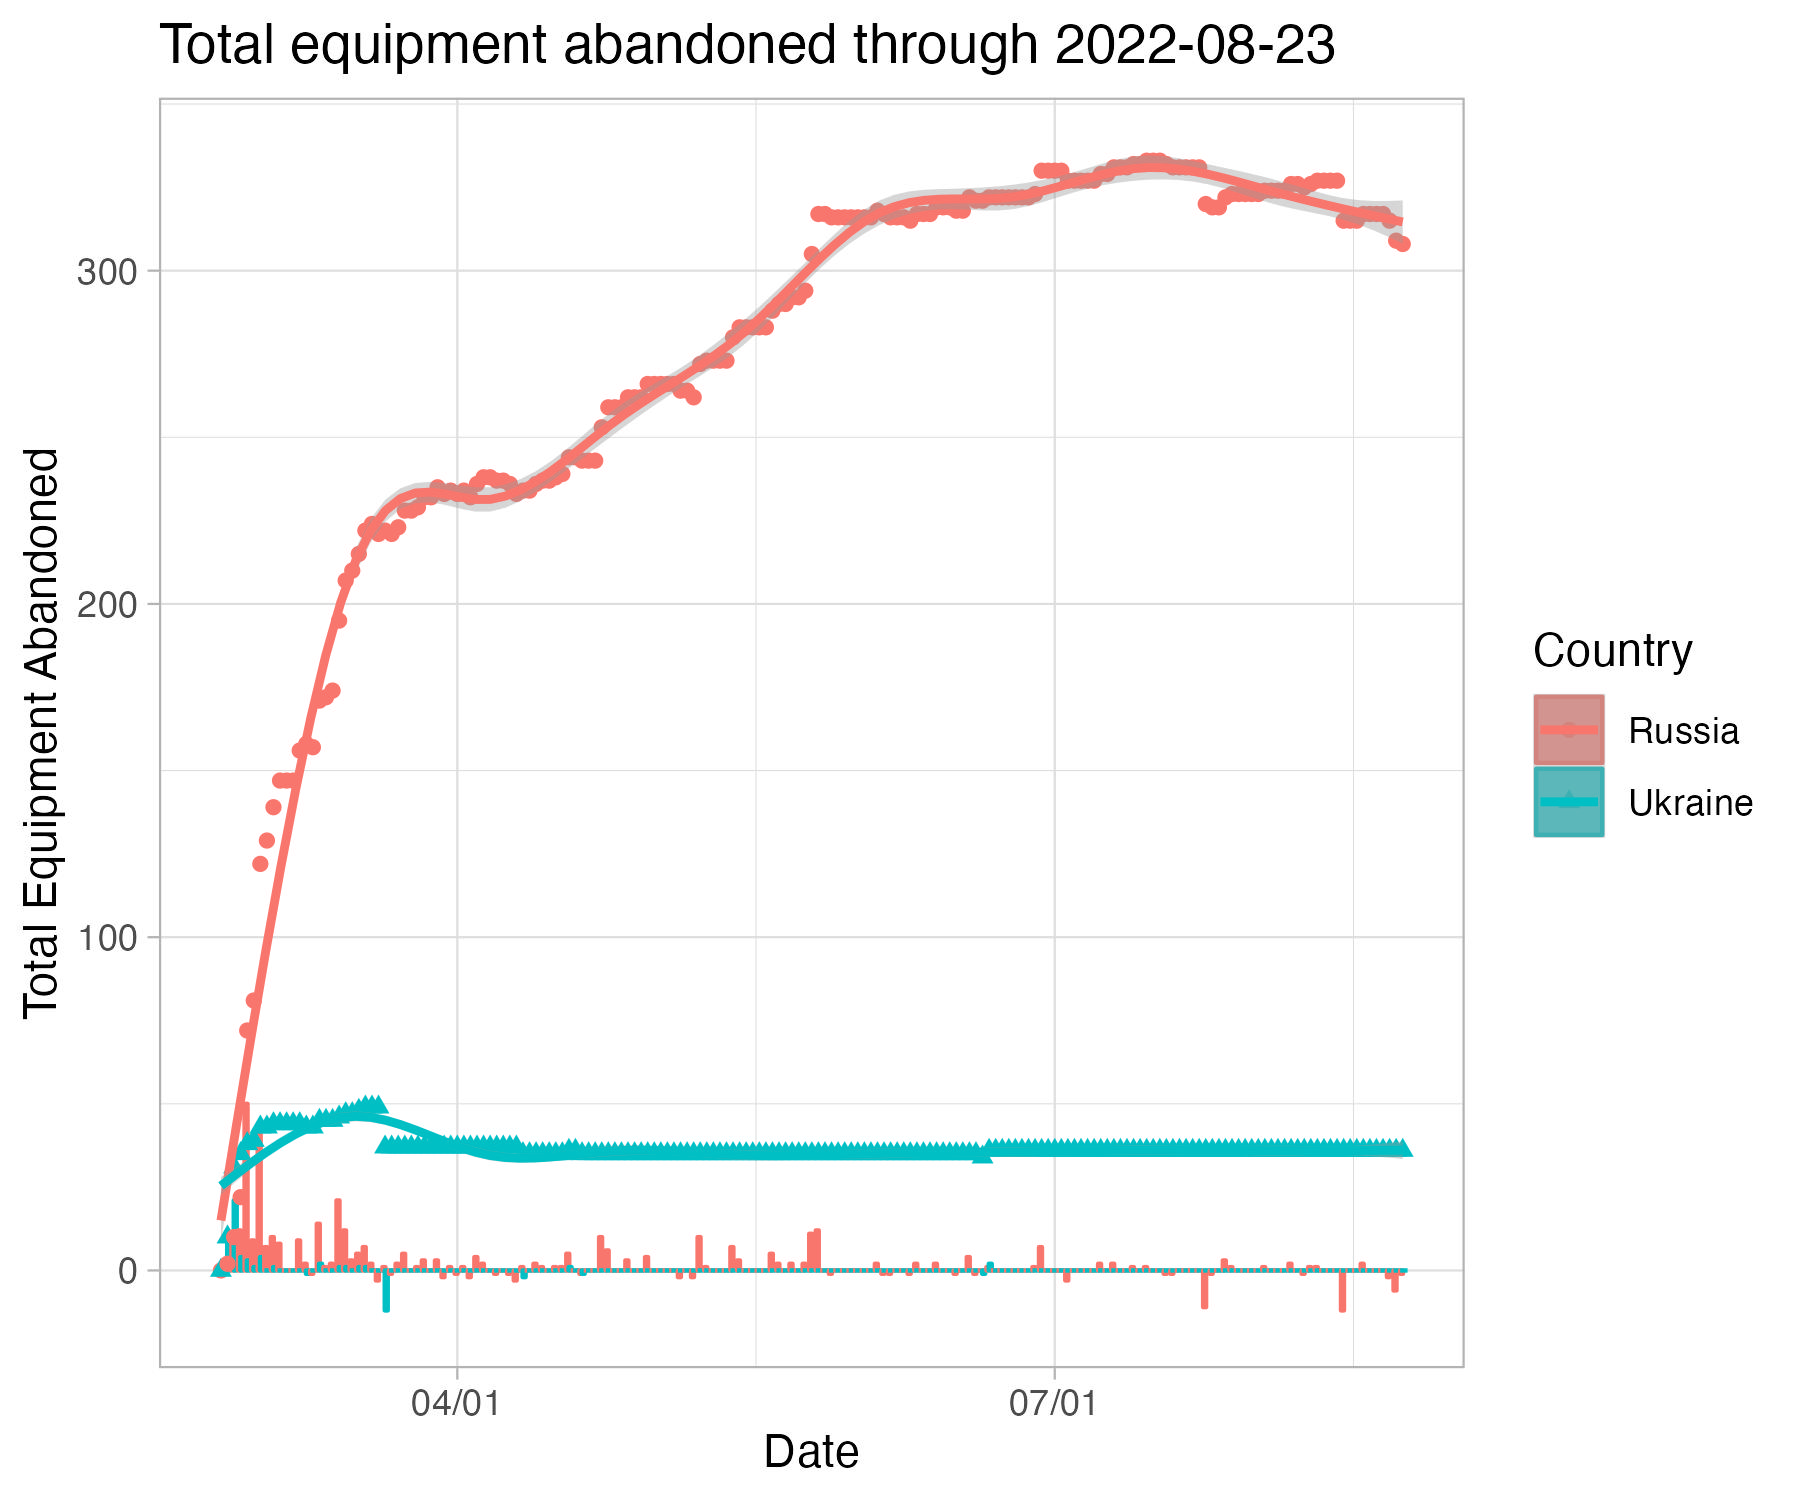 Total equipment abandoned through 2022-08-23
Total Equipment Abandoned
300
200
100
0
04/01
07/01
Date
Country
Russia
Ukraine